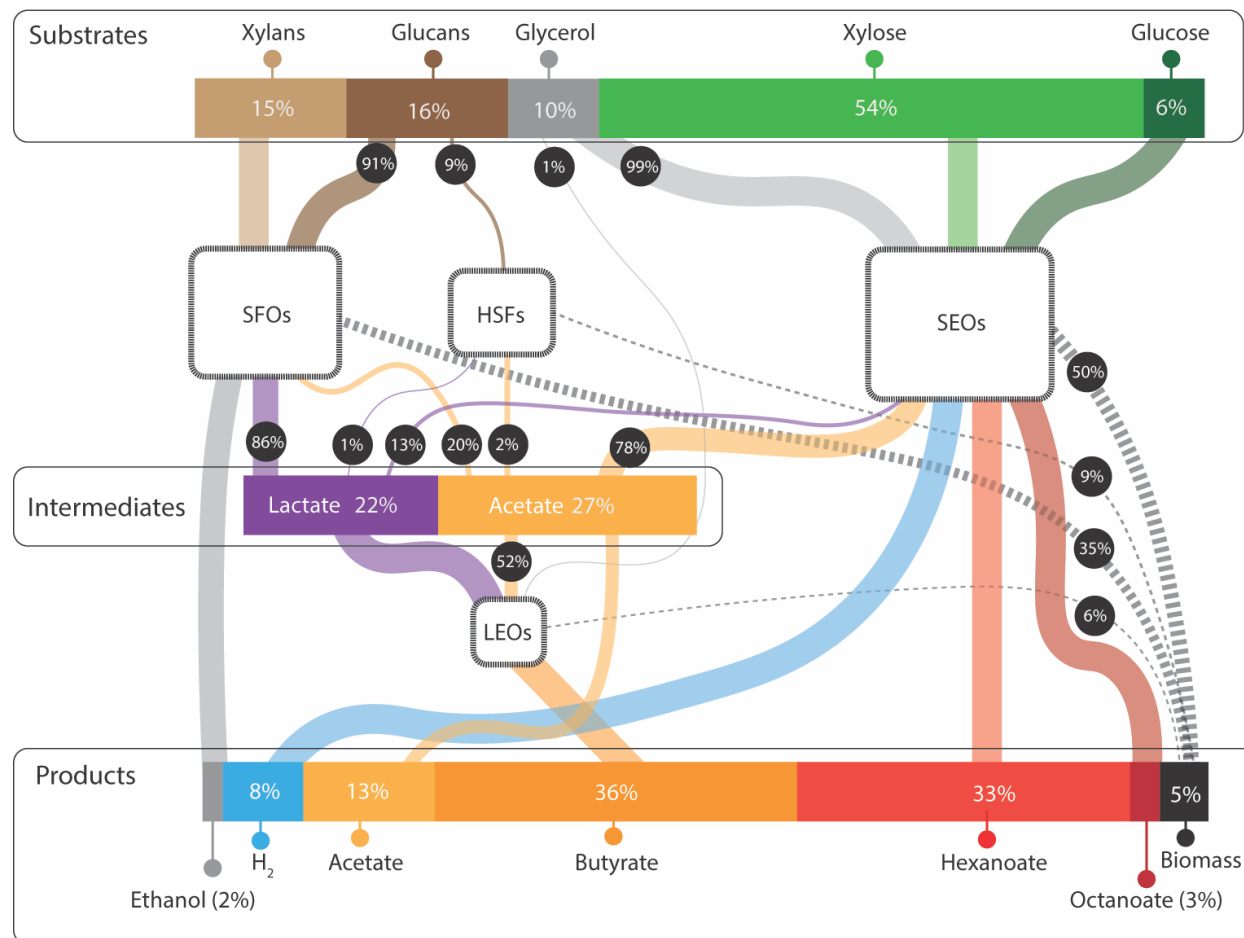 Substrates
Xylans
Glucans
Glycerol
Xylose
Glucose
15%
16%
10%
54%
6%
91%
9%
1%
99%
SFOs
HSFs
SEOs
50%
86%
1%
13%
20%
2%
78%
9%
Intermediates
Lactate 22%
Acetate 27%
35%
52%
6%
LEOs
Products
8%
13%
36%
33%
5%
H2
Acetate
Butyrate
Hexanoate
Biomass
Ethanol (2%)
Octanoate (3%)